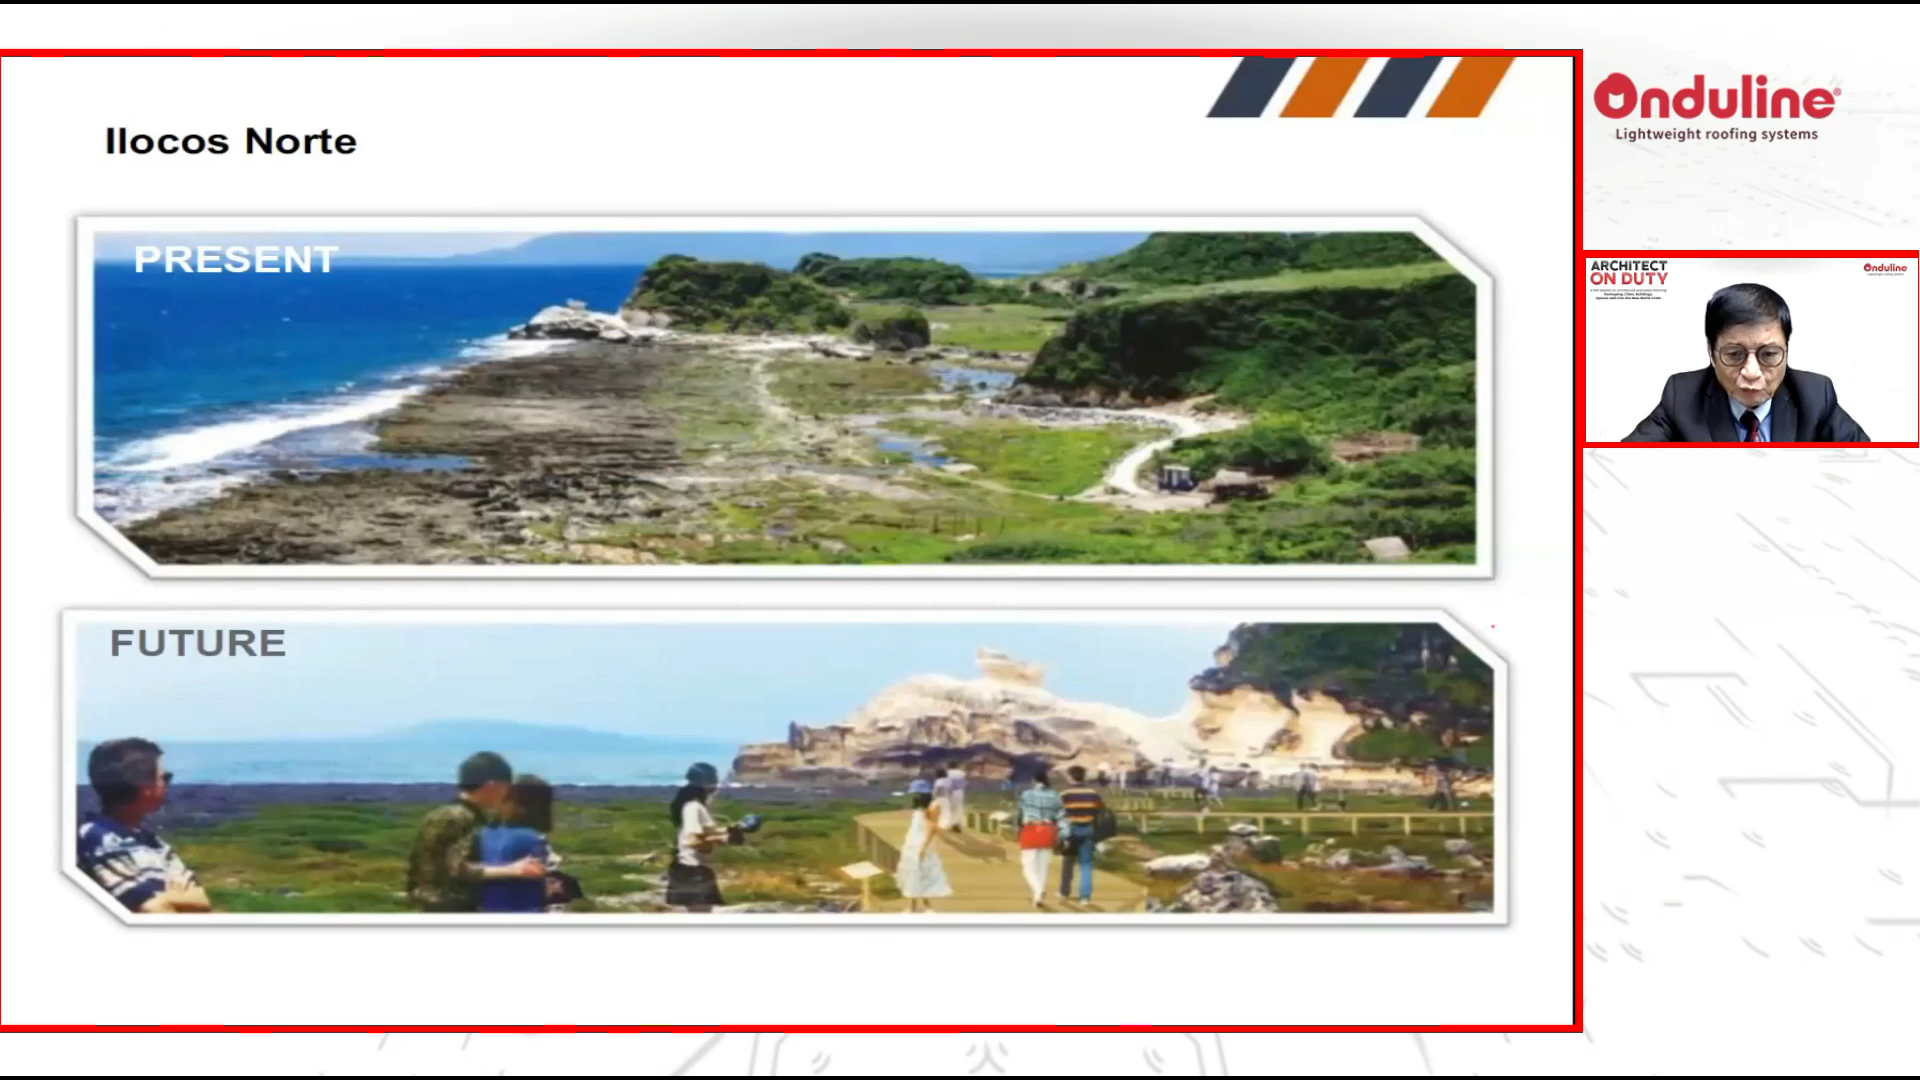 Ilocos Norte
PRESENT
FUTURE
Onduline®
Lightweight roofing systems
ARCHITECT
ON DUTY
Onduline